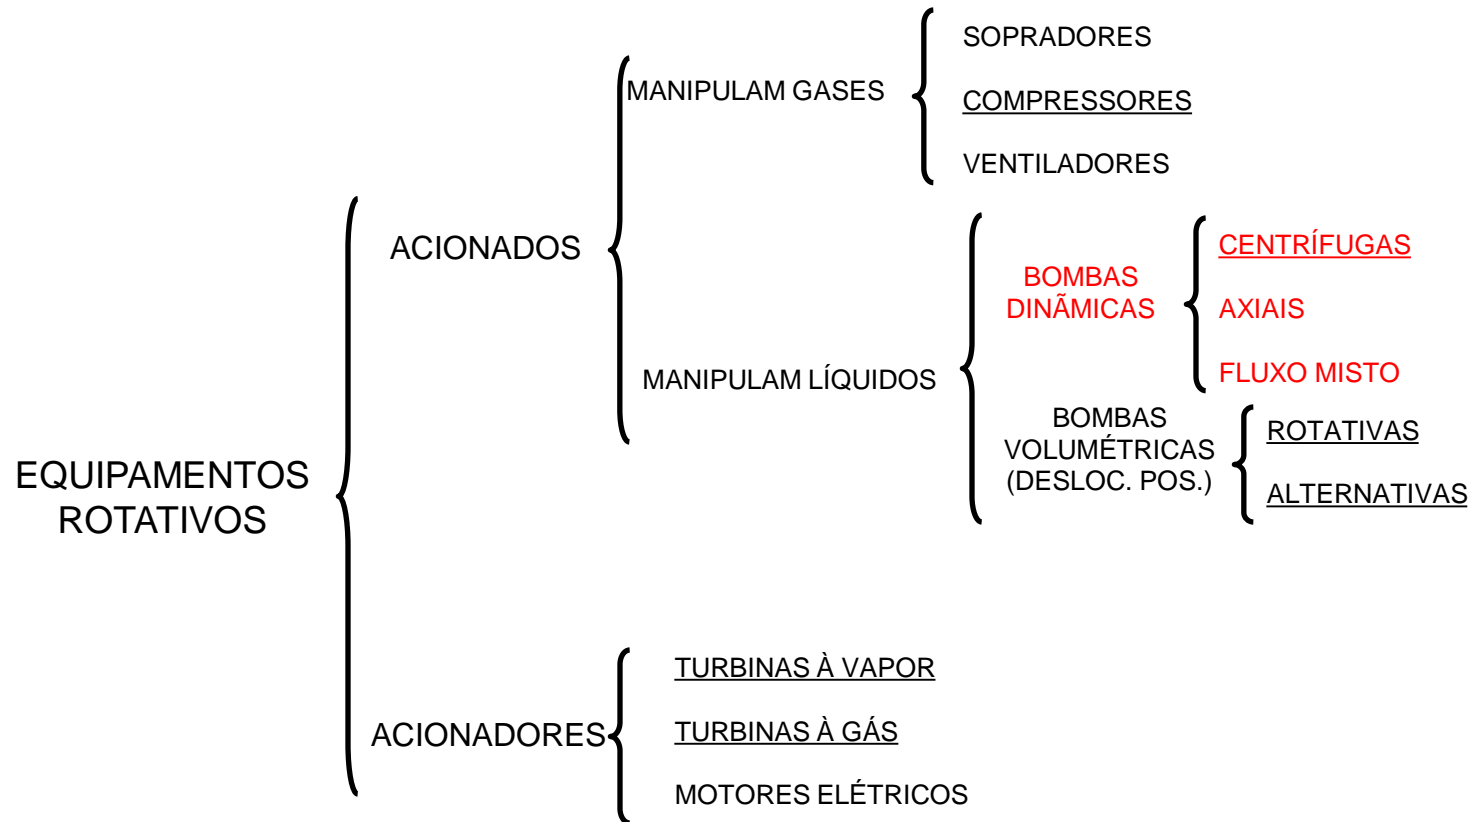 SOPRADORES
MANIPULAM GASES
COMPRESSORES
VENTILADORES
ACIONADOS
CENTRÍFUGAS
BOMBAS
DINÃMICAS
AXIAIS
FLUXO MISTO
MANIPULAM LÍQUIDOS
BOMBAS
VOLUMÉTRICAS
(DESLOC. POS.)
ROTATIVAS
ALTERNATIVAS
EQUIPAMENTOS
ROTATIVOS
TURBINAS À VAPOR
ACIONADORES
TURBINAS À GÁS
MOTORES ELÉTRICOS